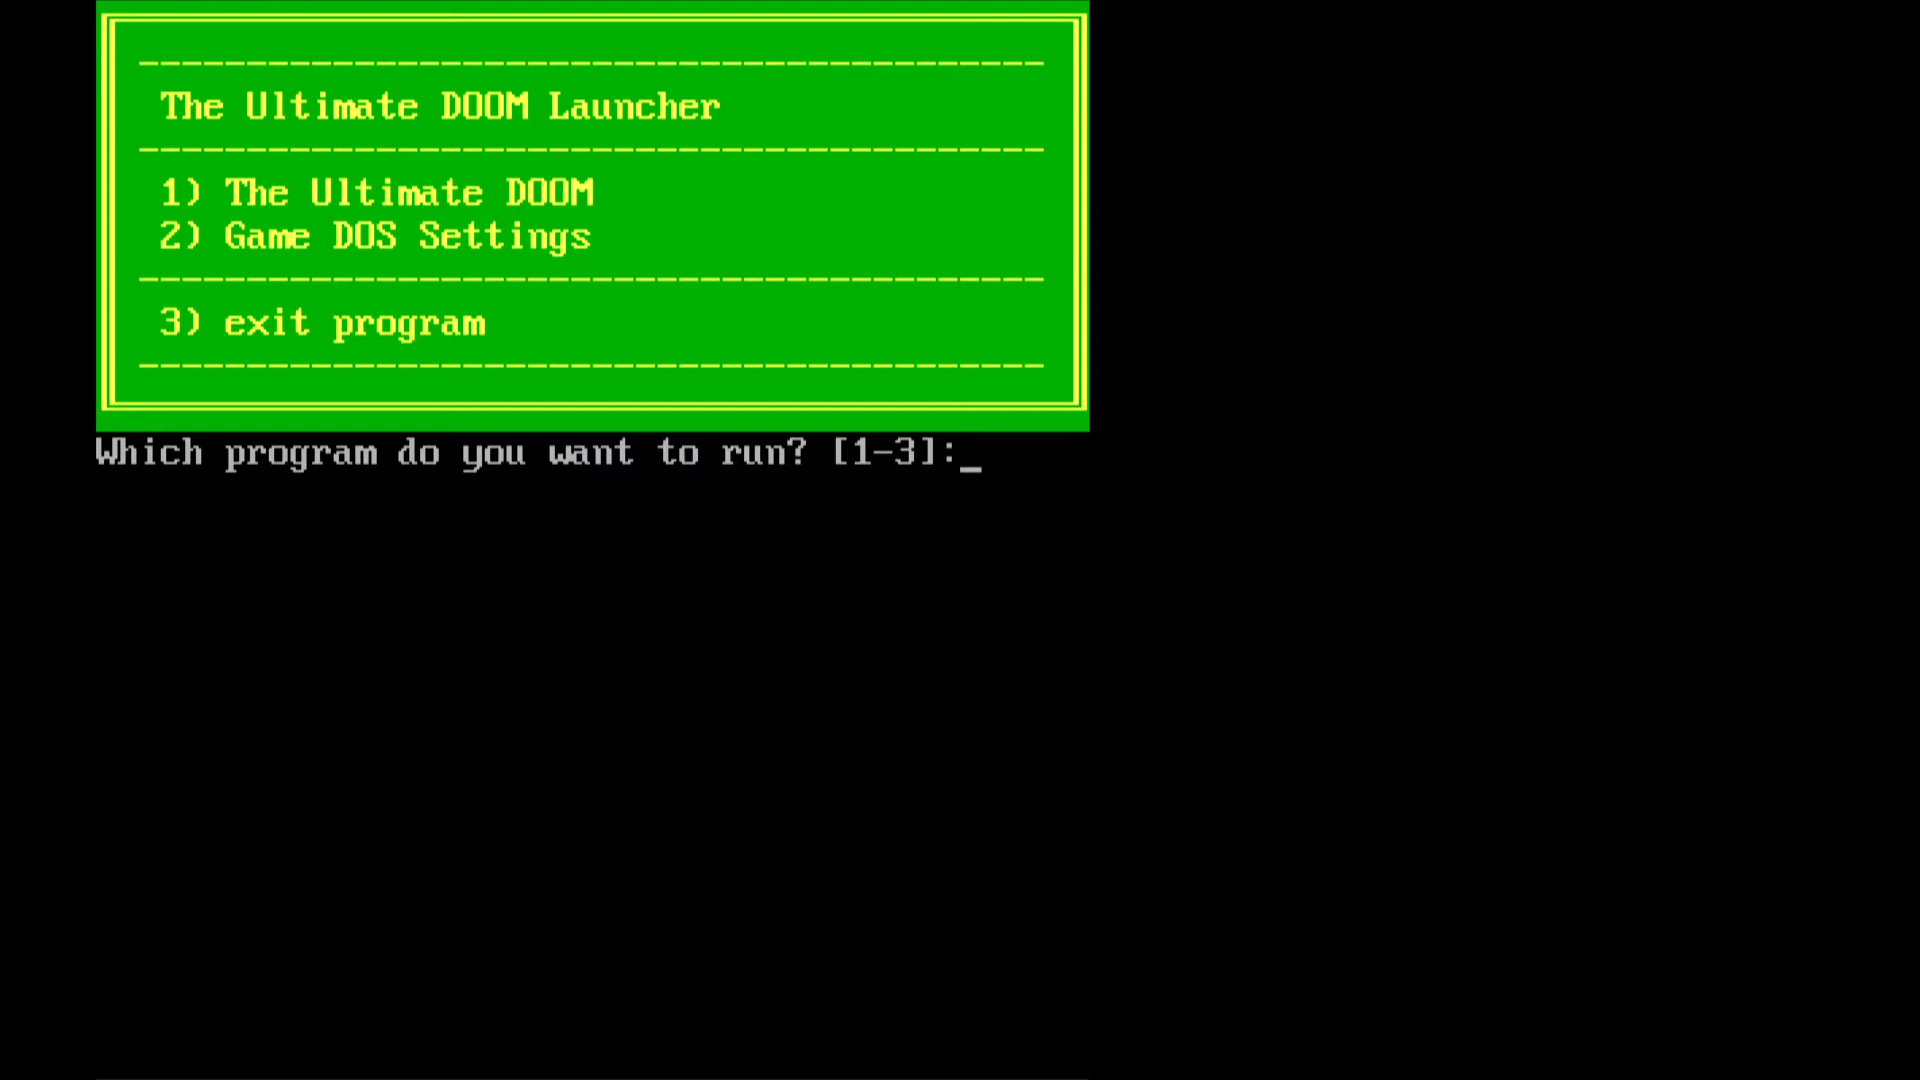 The Ultimate DOOM Launcher
1) The Ultimate DOOM
2) Game DOS Settings
3) exit program
Which program do you want to run? [1-3]:_